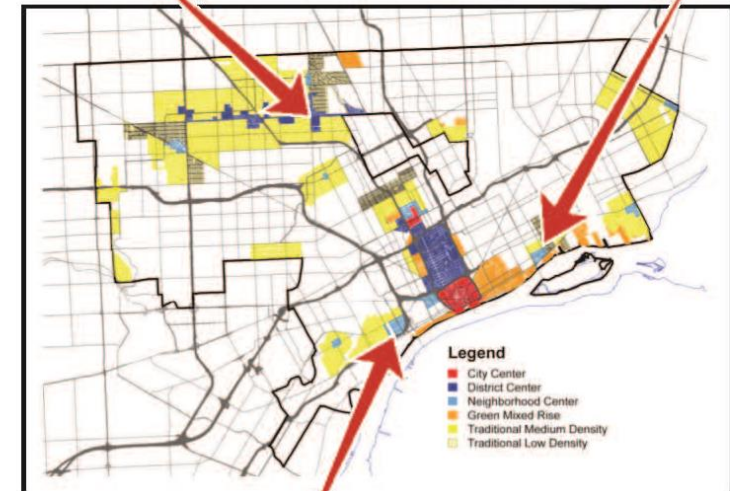 Legend
City Center
District Center
Neighborhood Center
Green Mixed Rise
Traditional Medium Density
Traditional Low Density